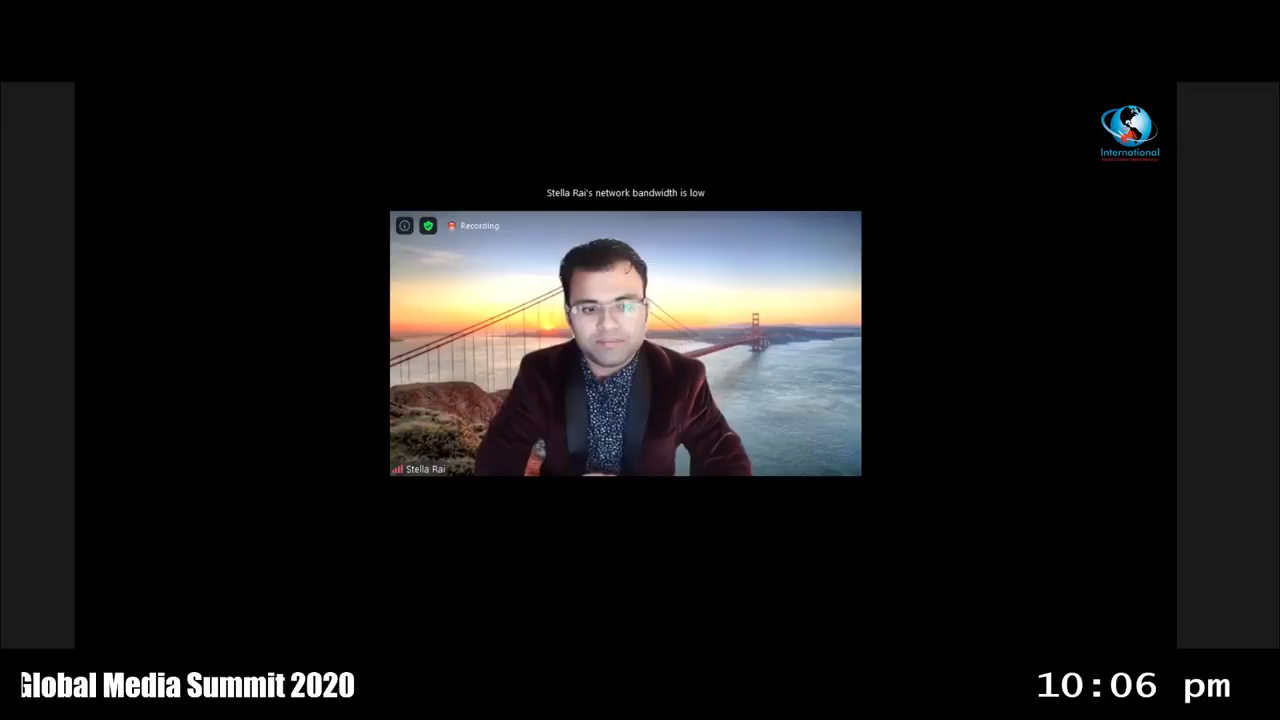 International
Stella Rai's network bandwidth is low
Recording
Stella Rai
Global Media Summit 2020
10:06 pm